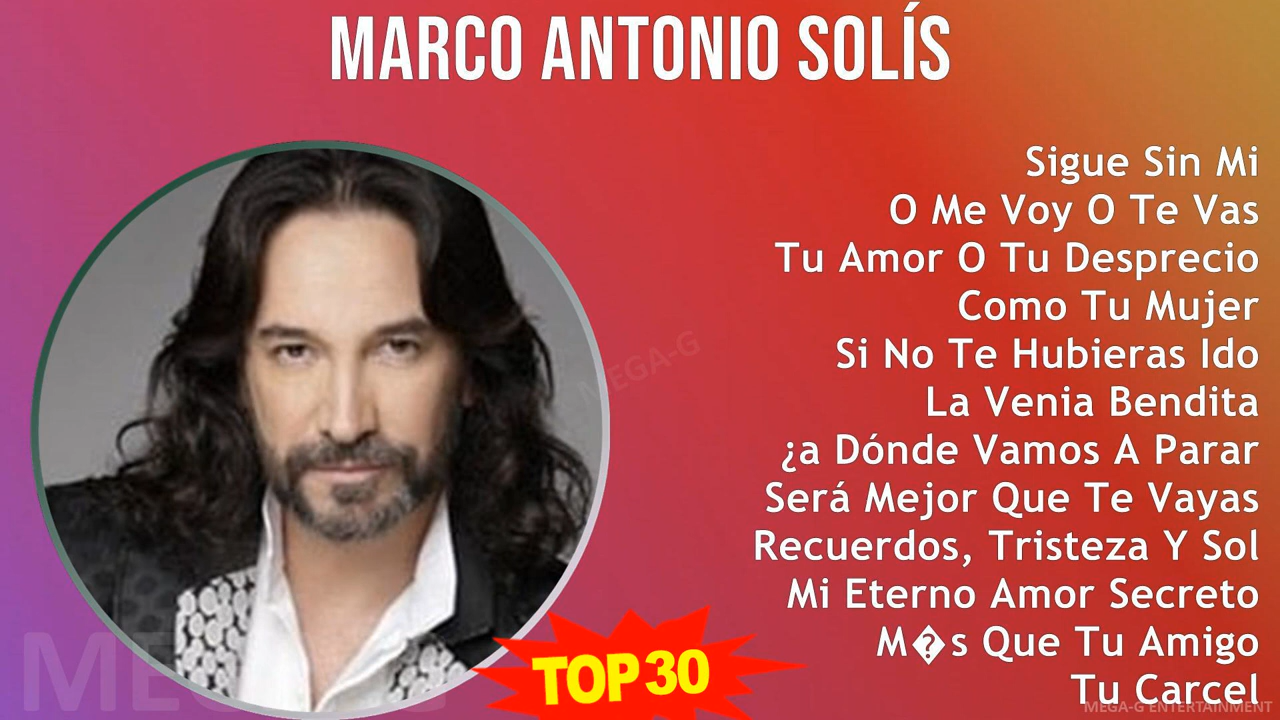 MARCO ANTONIO SOLÍS
Sigue Sin Mi
O Me Voy O Te Vas
Tu Amor O Tu Desprecio
Como Tu Mujer
Si No Te Hubieras Ido
La Venia Bendita
¿a Dónde Vamos A Parar
Será Mejor Que Te Vayas
Recuerdos, Tristeza Y Sol
Mi Eterno Amor Secreto
M�s Que Tu Amigo
Tu Carcel
TOP 30
MEGA-G
MEGA-G
MEGA-G ENTERTAINMENT